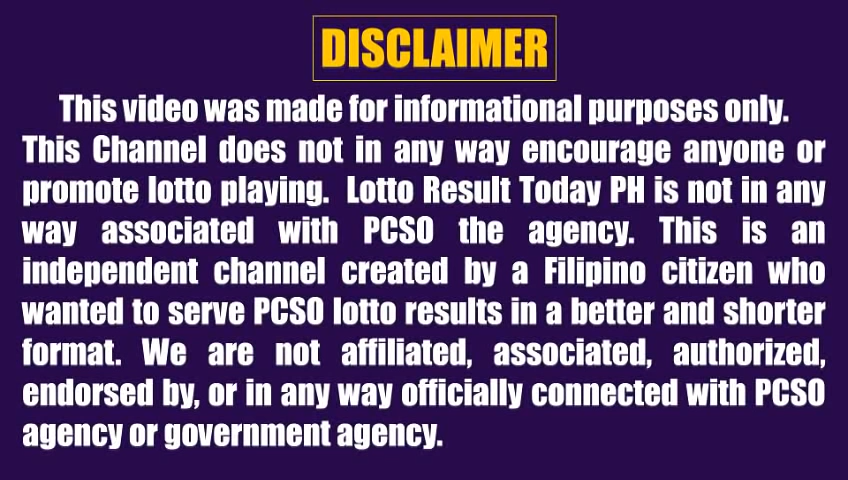 DISCLAIMER
This video was made for informational purposes only.
This Channel does not in any way encourage anyone or
promote lotto playing. Lotto Result Today PH is not in any
way associated with PCSO the agency. This is an
independent channel created by a Filipino citizen who
wanted to serve PCSO lotto results in a better and shorter
format. We are not affiliated, associated, authorized,
endorsed by, or in any way officially connected with PCSO
agency or government agency.